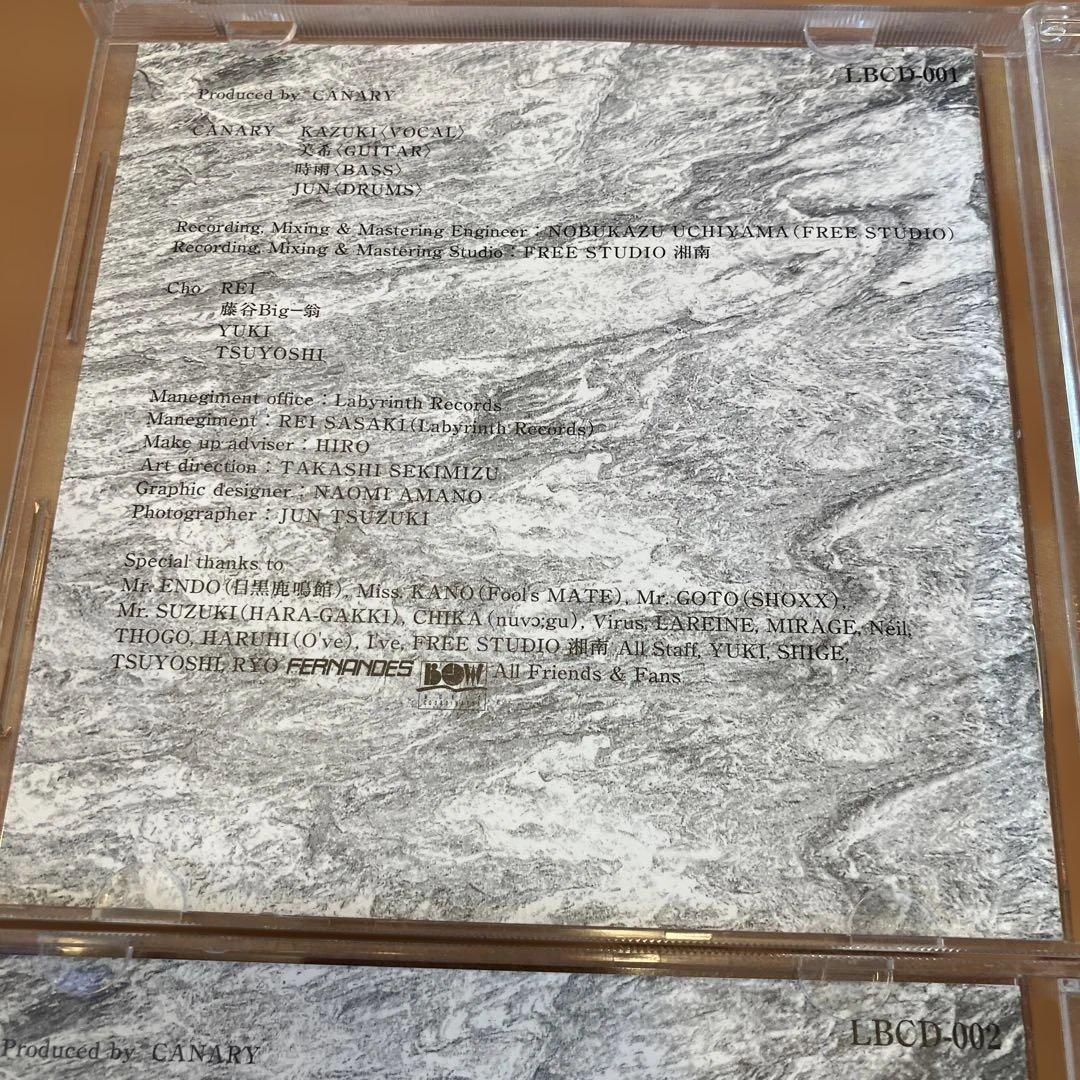 LBCD-001
Produced by CANARY
CANARY KAZUKI〈VOCAL〉
美希〈GUITAR〉
時雨〈BASS〉
JUN〈DRUMS〉
Recording, Mixing & Mastering Engineer : NOBUKAZU UCHIYAMA (FREE STUDIO)
Recording, Mixing & Mastering Studio : FREE STUDIO 湘南
Cho REI
藤谷Big一翁
YUKI
TSUYOSHI
Manegiment office : Labyrinth Records
Manegiment : REI SASAKI (Labyrinth Records)
Make up adviser : HIRO
Art direction : TAKASHI SEKIMIZU
Graphic designer : NAOMI AMANO
Photographer : JUN TSUZUKI
Special thanks to
Mr. ENDO (目黒鹿鳴館), Miss. KANO (Fool's MATE), Mr. GOTO (SHOXX),
Mr. SUZUKI (HARA-GAKKI), CHIKA (nuvɔ:gu), Virus, LAREINE, MIRAGE, Neil,
THOGO, HARUHI (O've), I've, FREE STUDIO 湘南 All Staff, YUKI, SHIGE,
TSUYOSHI, RYO FERNANDES BOW! All Friends & Fans
Produced by CANARY
LBCD-002